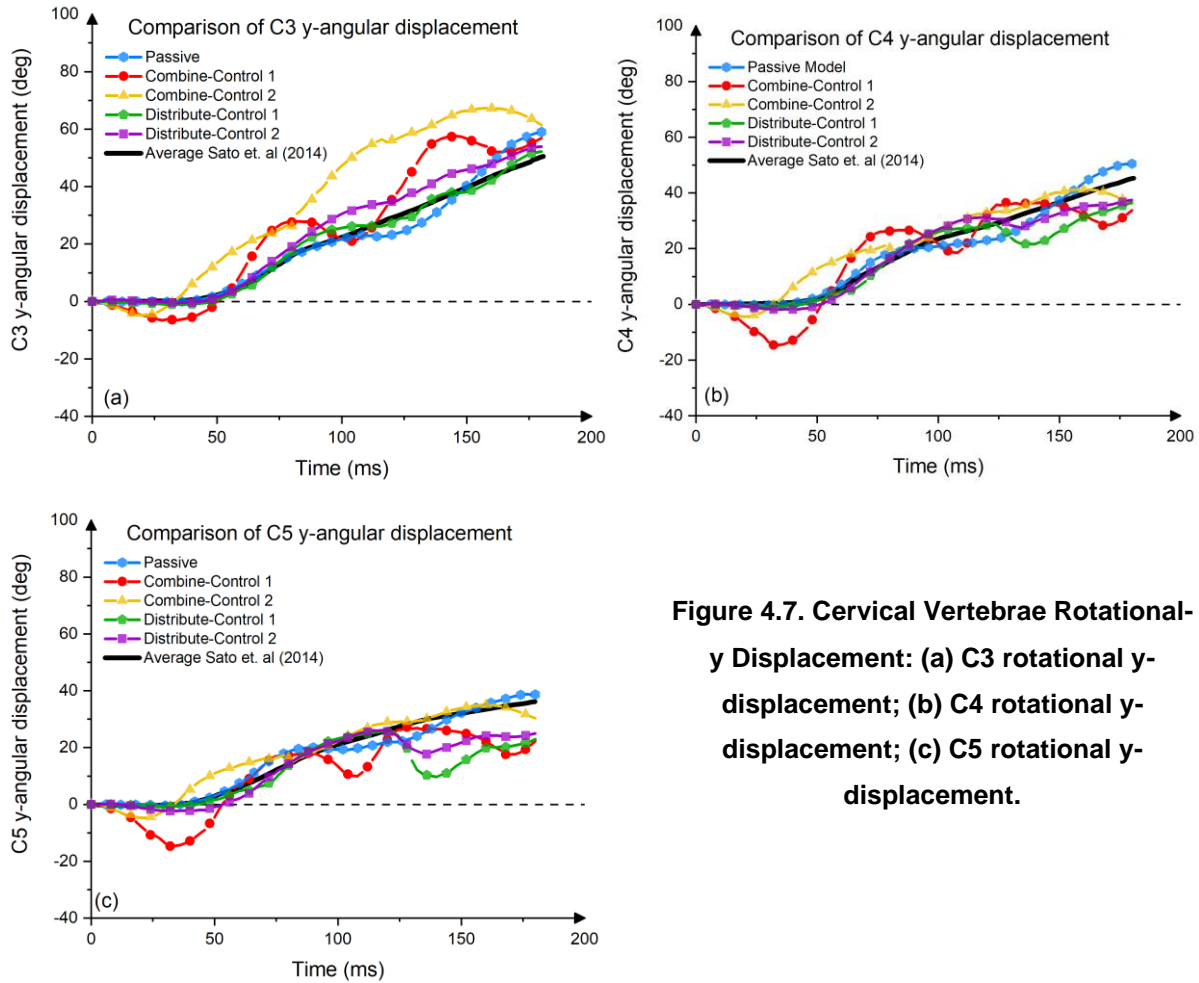 Comparison of C3 y-angular displacement
Passive
Combine-Control 1
Combine-Control 2
Distribute-Control 1
Distribute-Control 2
Average Sato et. al (2014)
C3 y-angular displacement (deg)
100
80
60
40
20
0
-20
-40
(a)
0 50 100 150 200
Time (ms)
Comparison of C4 y-angular displacement
Passive Model
Combine-Control 1
Combine-Control 2
Distribute-Control 1
Distribute-Control 2
Average Sato et. al (2014)
C4 y-angular displacement (deg)
100
80
60
40
20
0
-20
-40
(b)
0 50 100 150 200
Time (ms)
Comparison of C5 y-angular displacement
Passive
Combine-Control 1
Combine-Control 2
Distribute-Control 1
Distribute-Control 2
Average Sato et. al (2014)
C5 y-angular displacement (deg)
100
80
60
40
20
0
-20
-40
(c)
0 50 100 150 200
Time (ms)
Figure 4.7. Cervical Vertebrae Rotational-
y Displacement: (a) C3 rotational y-
displacement; (b) C4 rotational y-
displacement; (c) C5 rotational y-
displacement.